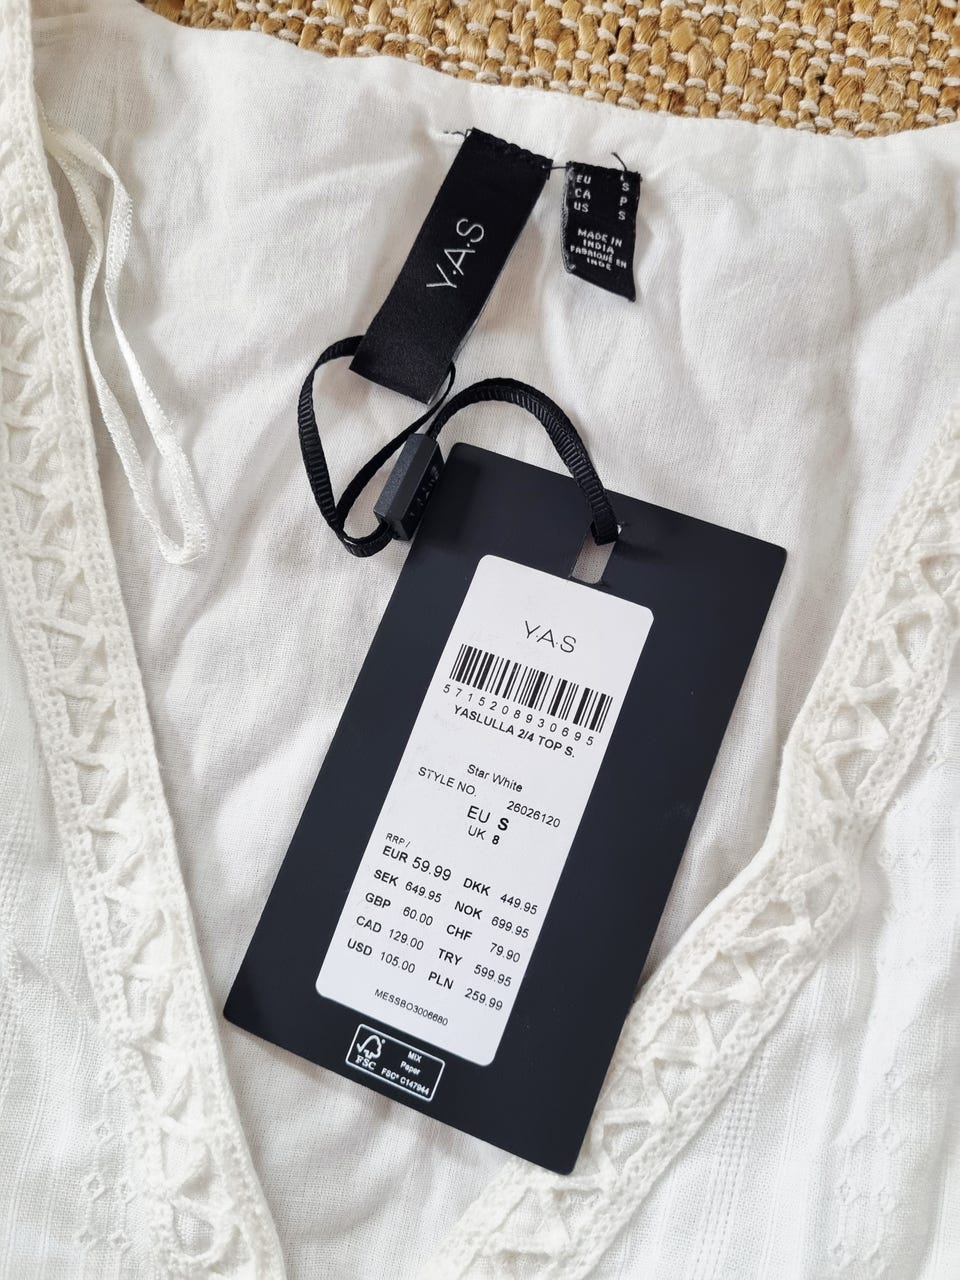 Y.A.S
EU S
CA P
US S
MADE IN
INDIA
FABRIQUÉ EN
INDE
Y.A.S
5715208930695
YASLULLA 2/4 TOP S.
Star White
STYLE NO. 26026120
EU S
UK 8
RRP/
EUR 59.99 DKK 449.95
SEK 649.95 NOK 699.95
GBP 60.00 CHF 79.90
CAD 129.00 TRY 599.95
USD 105.00 PLN 259.99
MESSBO3006680
FSC
MIX
Paper
FSC® C147944